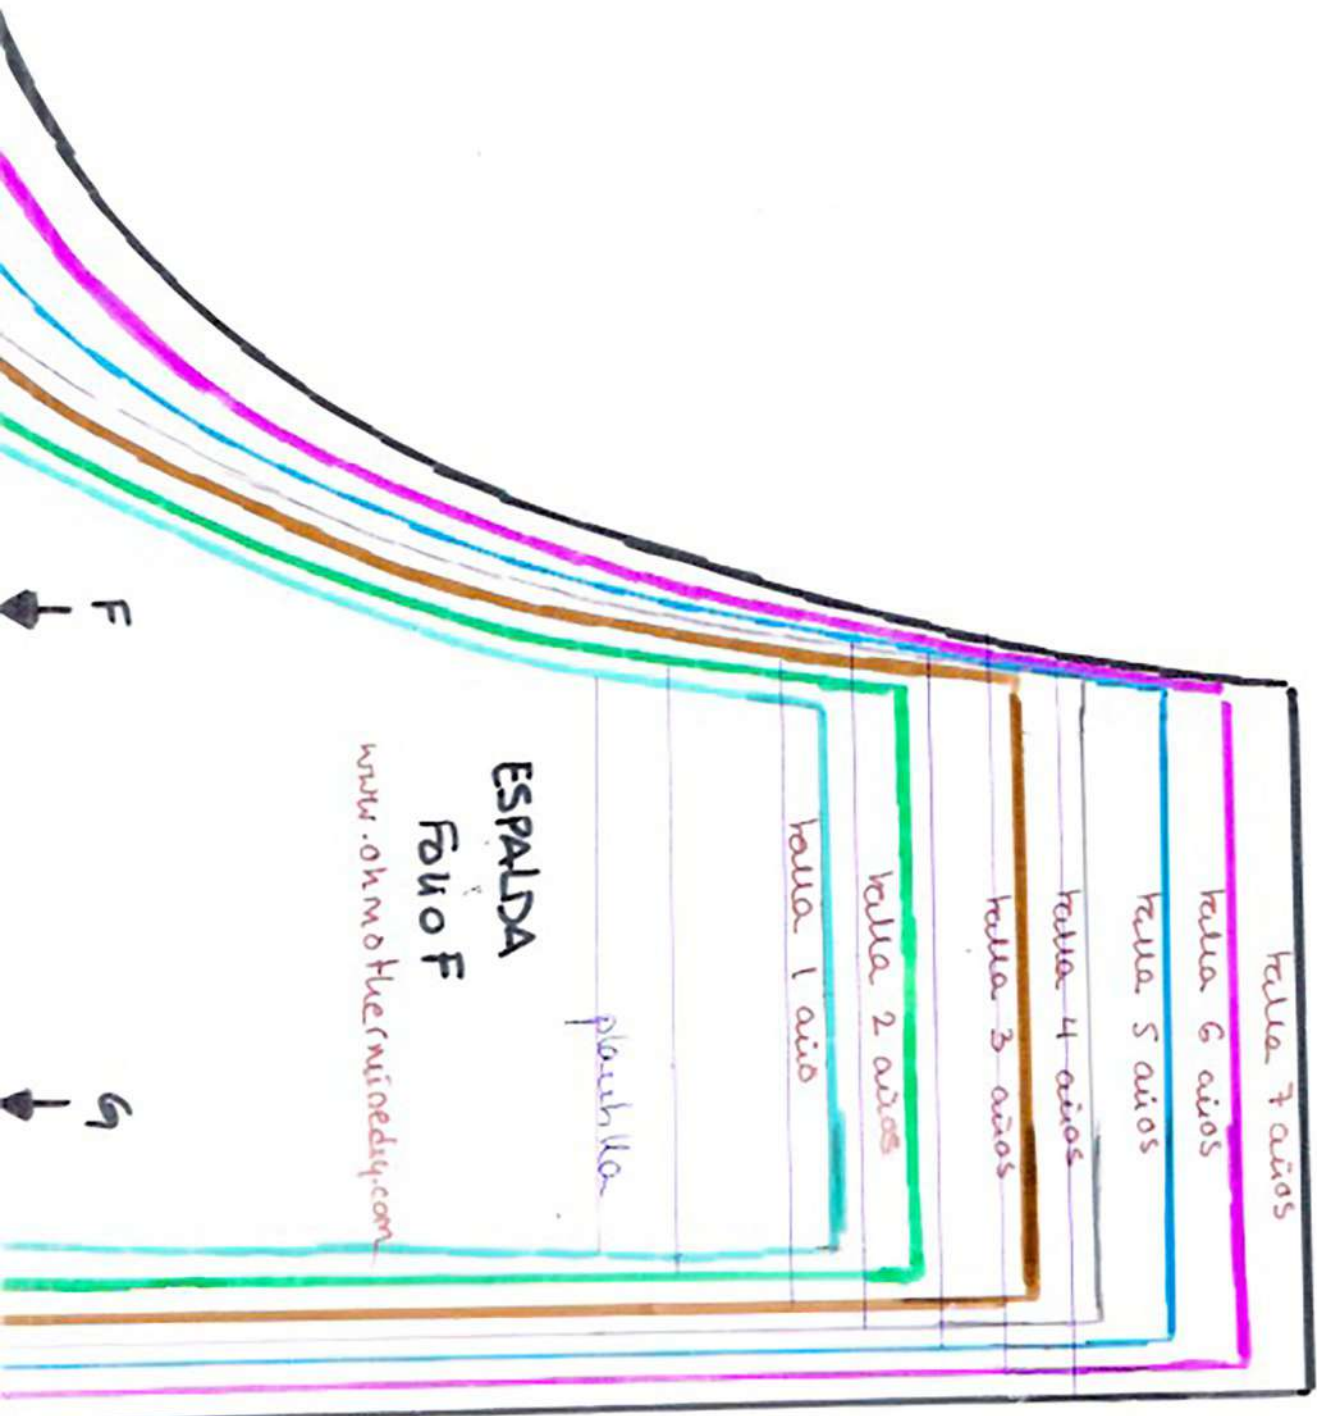 F
G
ESPALDA
Folio F
www.ohmotherminediy.com
plantilla
talla 1 año
talla 2 años
talla 3 años
talla 4 años
talla 5 años
talla 6 años
talla 7 años